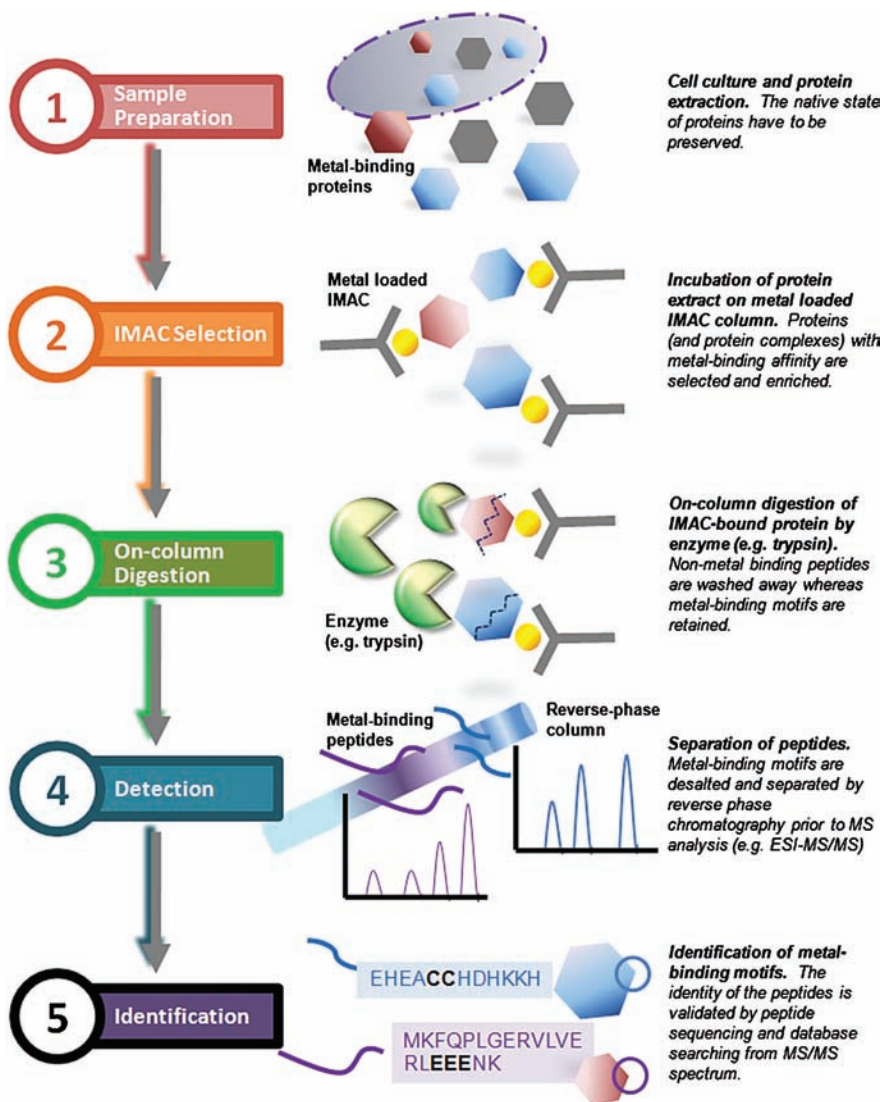 1
Sample
Preparation
Metal-binding
proteins
Cell culture and protein
extraction. The native state
of proteins have to be
preserved.
2
IMAC Selection
Metal loaded
IMAC
Incubation of protein
extract on metal loaded
IMAC column. Proteins
(and protein complexes) with
metal-binding affinity are
selected and enriched.
3
On-column
Digestion
Enzyme
(e.g. trypsin)
On-column digestion of
IMAC-bound protein by
enzyme (e.g. trypsin).
Non-metal binding peptides
are washed away whereas
metal-binding motifs are
retained.
4
Detection
Metal-binding
peptides
Reverse-phase
column
Separation of peptides.
Metal-binding motifs are
desalted and separated by
reverse phase
chromatography prior to MS
analysis (e.g. ESI-MS/MS)
5
Identification
EHEACCHDHKKH
MKFQPLGERVLVE
RLEEENK
Identification of metal-
binding motifs. The
identity of the peptides is
validated by peptide
sequencing and database
searching from MS/MS
spectrum.